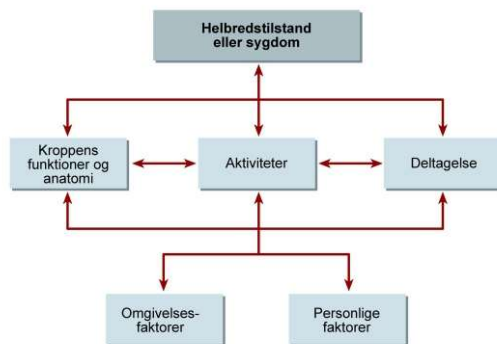 Helbredstilstand
eller sygdom
Kroppens
funktioner og
anatomi
Aktiviteter
Deltagelse
Omgivelses-
faktorer
Personlige
faktorer